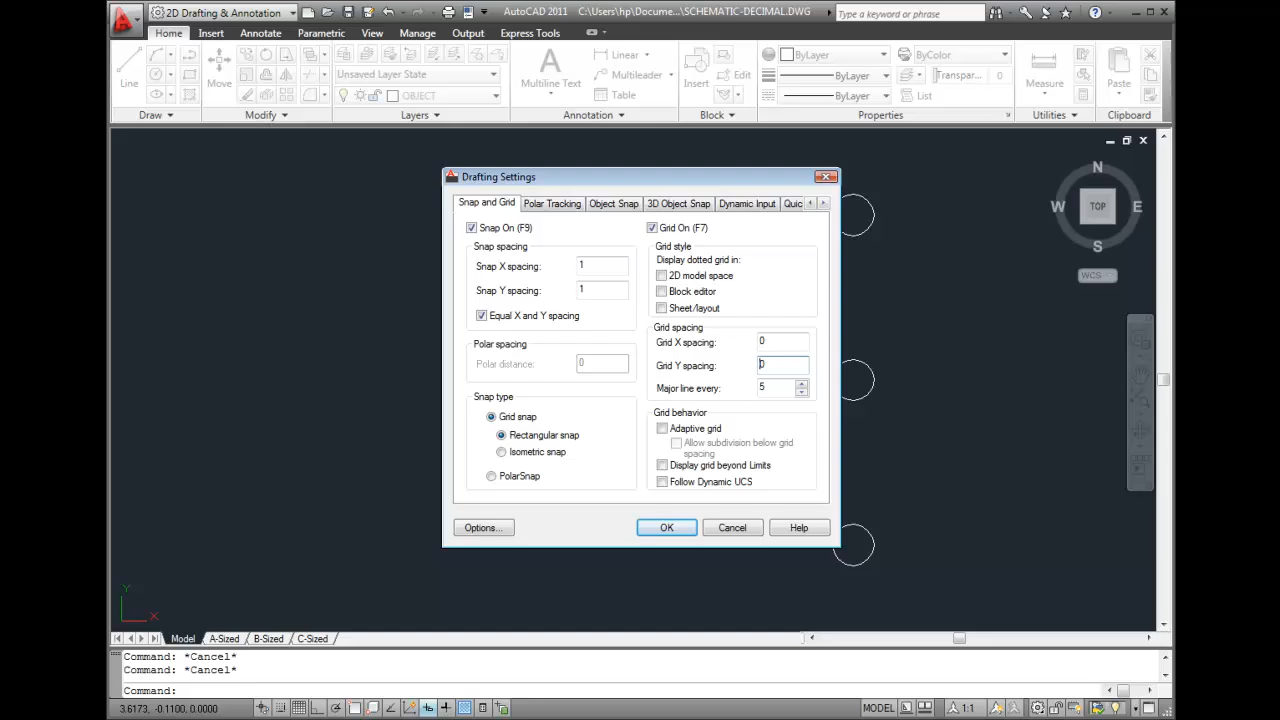 2D Drafting & Annotation
AutoCAD 2011 C:\Users\hp\Docume...\SCHEMATIC-DECIMAL.DWG
Type a keyword or phrase
Home Insert Annotate Parametric View Manage Output Express Tools
Line
Move
Unsaved Layer State
OBJECT
Multiline Text
Linear
Multileader
Table
Insert
Edit
ByLayer
ByLayer
ByLayer
ByColor
Transpar... 0
List
Measure
Paste
Draw Modify Layers Annotation Block Properties Utilities Clipboard
N
W TOP E
S
WCS
Drafting Settings
Snap and Grid Polar Tracking Object Snap 3D Object Snap Dynamic Input Quic
Snap On (F9)
Snap spacing
Snap X spacing: 1
Snap Y spacing: 1
Equal X and Y spacing
Polar spacing
Polar distance: 0
Snap type
Grid snap
Rectangular snap
Isometric snap
PolarSnap
Grid On (F7)
Grid style
Display dotted grid in:
2D model space
Block editor
Sheet/layout
Grid spacing
Grid X spacing: 0
Grid Y spacing: 0
Major line every: 5
Grid behavior
Adaptive grid
Allow subdivision below grid
spacing
Display grid beyond Limits
Follow Dynamic UCS
Options... OK Cancel Help
Y
X
Model A-Sized B-Sized C-Sized
Command: *Cancel*
Command: *Cancel*
Command:
3.6173, -0.1100, 0.0000
MODEL
1:1